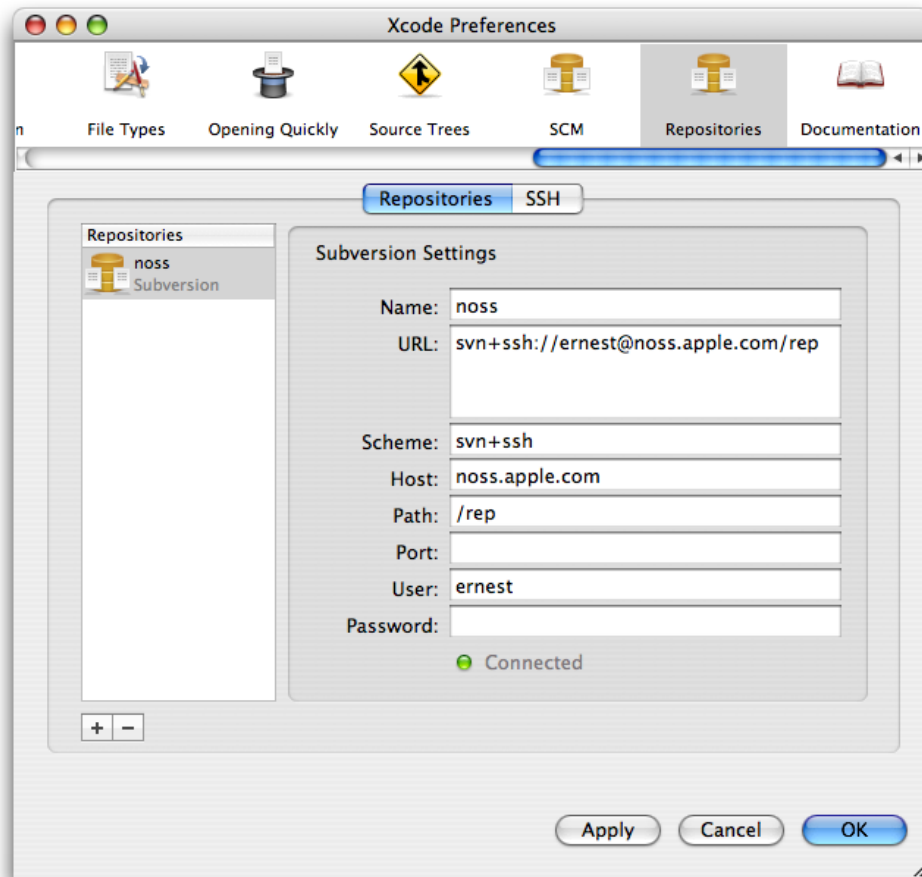 Xcode Preferences
n File Types Opening Quickly Source Trees SCM Repositories Documentation
Repositories SSH
Repositories
noss
Subversion
Subversion Settings
Name: noss
URL: svn+ssh://ernest@noss.apple.com/rep
Scheme: svn+ssh
Host: noss.apple.com
Path: /rep
Port:
User: ernest
Password:
Connected
+ −
Apply Cancel OK